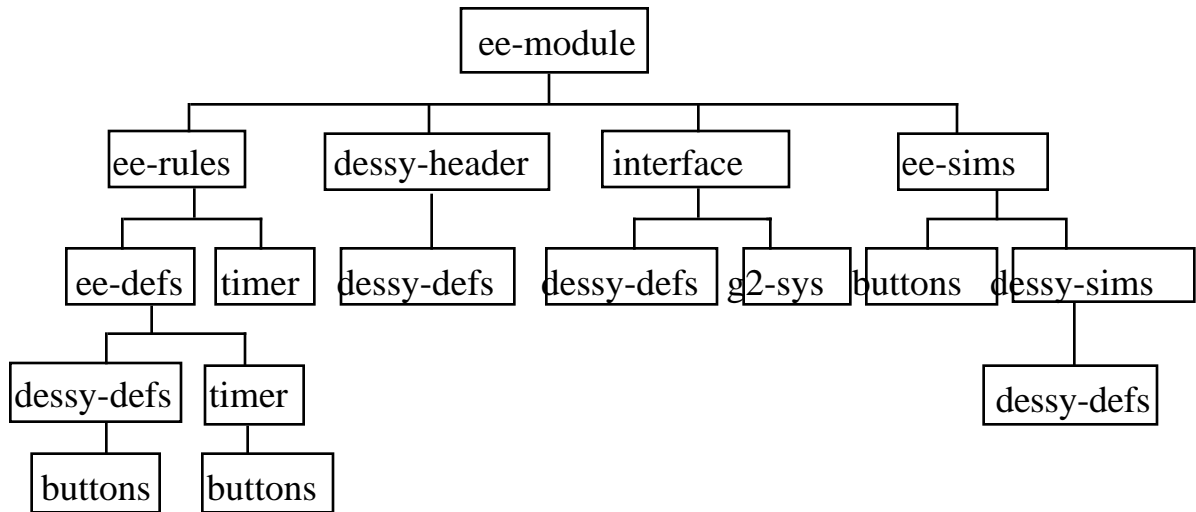 ee-module
ee-rules
dessy-header
interface
ee-sims
ee-defs
timer
dessy-defs
dessy-defs
g2-sys
buttons
dessy-sims
dessy-defs
timer
dessy-defs
buttons
buttons